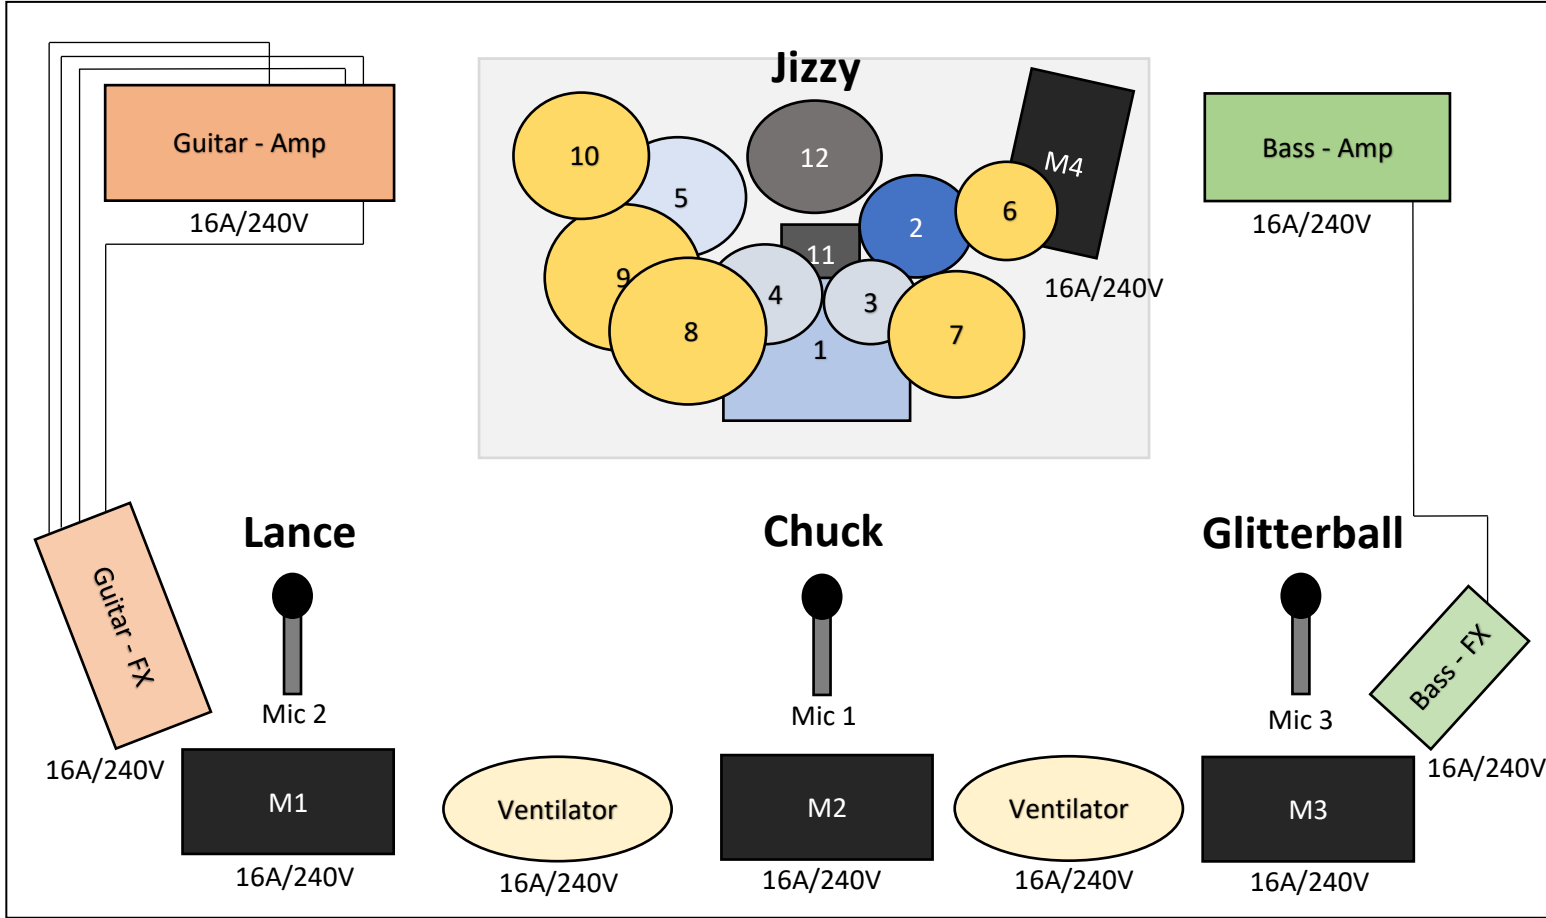 Jizzy
Guitar - Amp
16A/240V
10
5
12
M4
6
2
11
9
4
3
8
1
7
16A/240V
Bass - Amp
16A/240V
Lance
Chuck
Glitterball
Guitar - FX
16A/240V
Mic 2
Mic 1
Mic 3
Bass - FX
16A/240V
M1
16A/240V
Ventilator
16A/240V
M2
16A/240V
Ventilator
16A/240V
M3
16A/240V